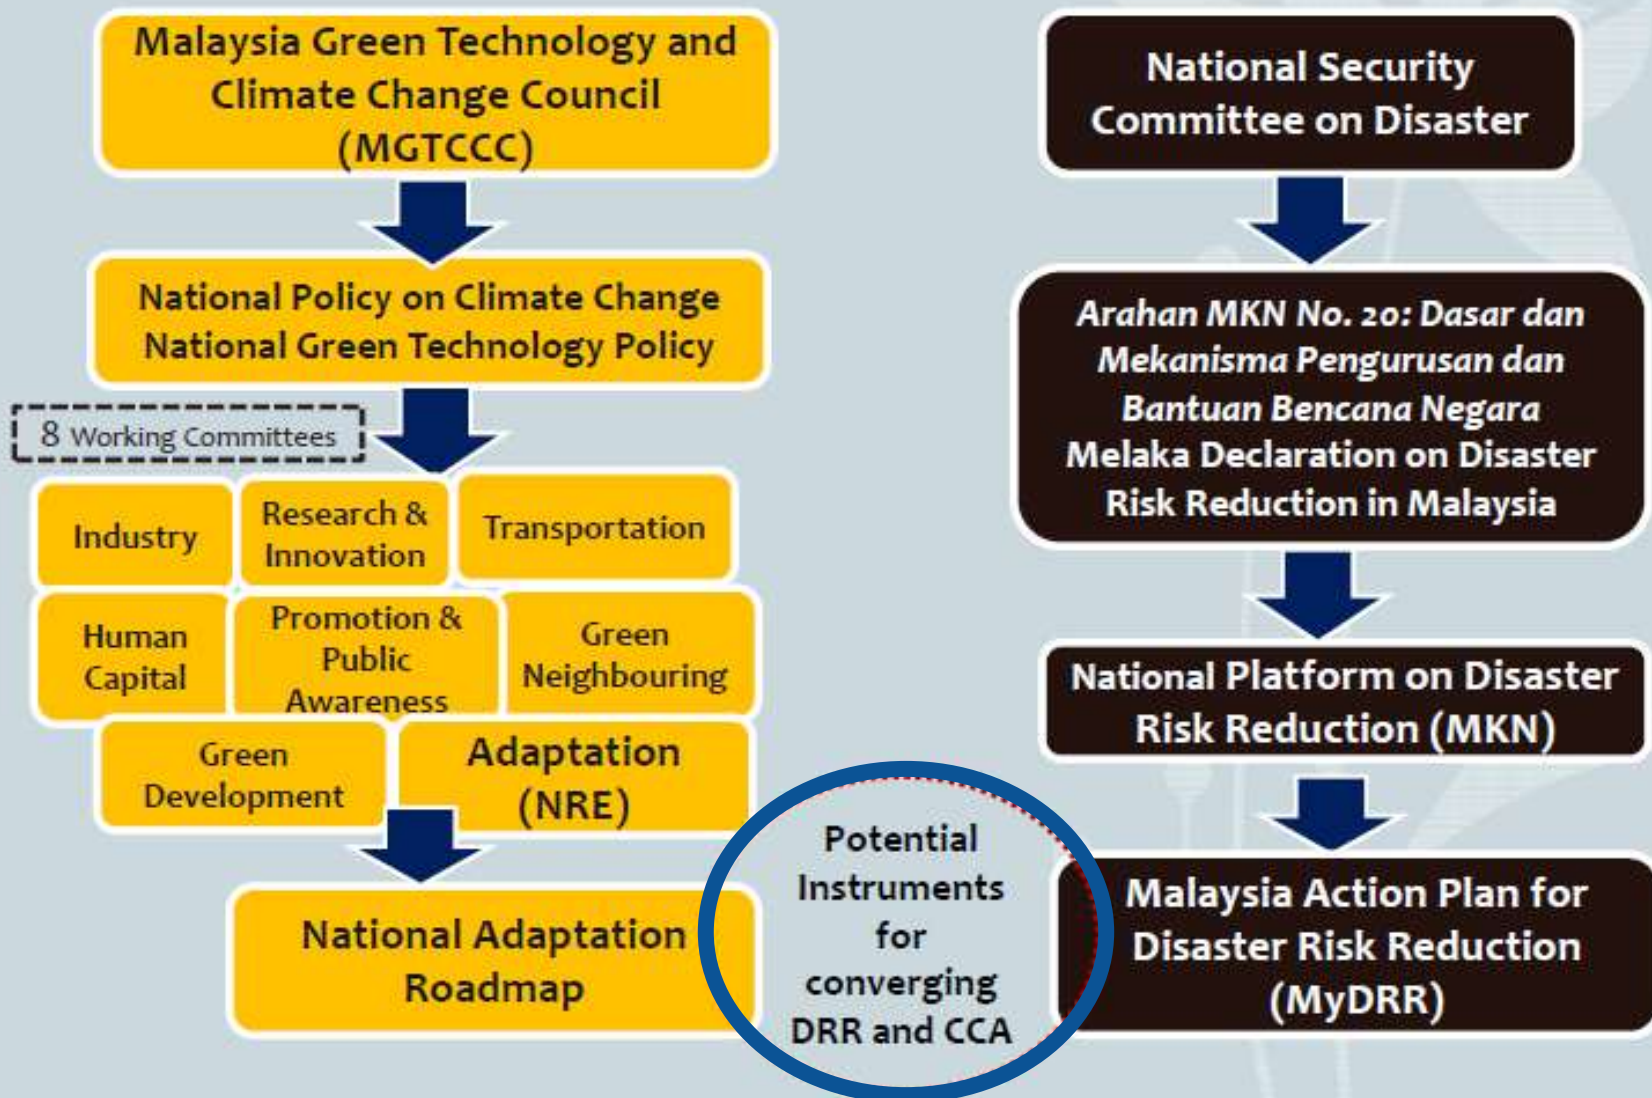 Malaysia Green Technology and
Climate Change Council
(MGTCCC)
National Policy on Climate Change
National Green Technology Policy
8 Working Committees
Industry
Research &
Innovation
Transportation
Human
Capital
Promotion &
Public
Awareness
Green
Neighbouring
Green
Development
Adaptation
(NRE)
National Adaptation
Roadmap
Potential
Instruments
for
converging
DRR and CCA
National Security
Committee on Disaster
Arahan MKN No. 20: Dasar dan
Mekanisma Pengurusan dan
Bantuan Bencana Negara
Melaka Declaration on Disaster
Risk Reduction in Malaysia
National Platform on Disaster
Risk Reduction (MKN)
Malaysia Action Plan for
Disaster Risk Reduction
(MyDRR)